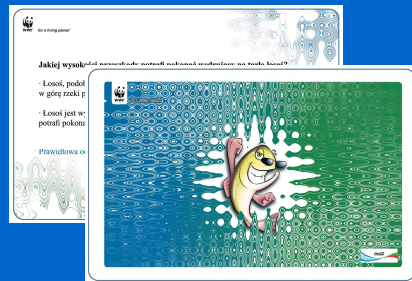 WWF
for a living planet
Jakiej wysokości przeszkody potrafi pokonać wędrujący na tarło łosoś?
· Łosoś, podob
w górę rzeki p
· Łosoś jest wy
potrafi pokona
Prawidłowa o
WWF